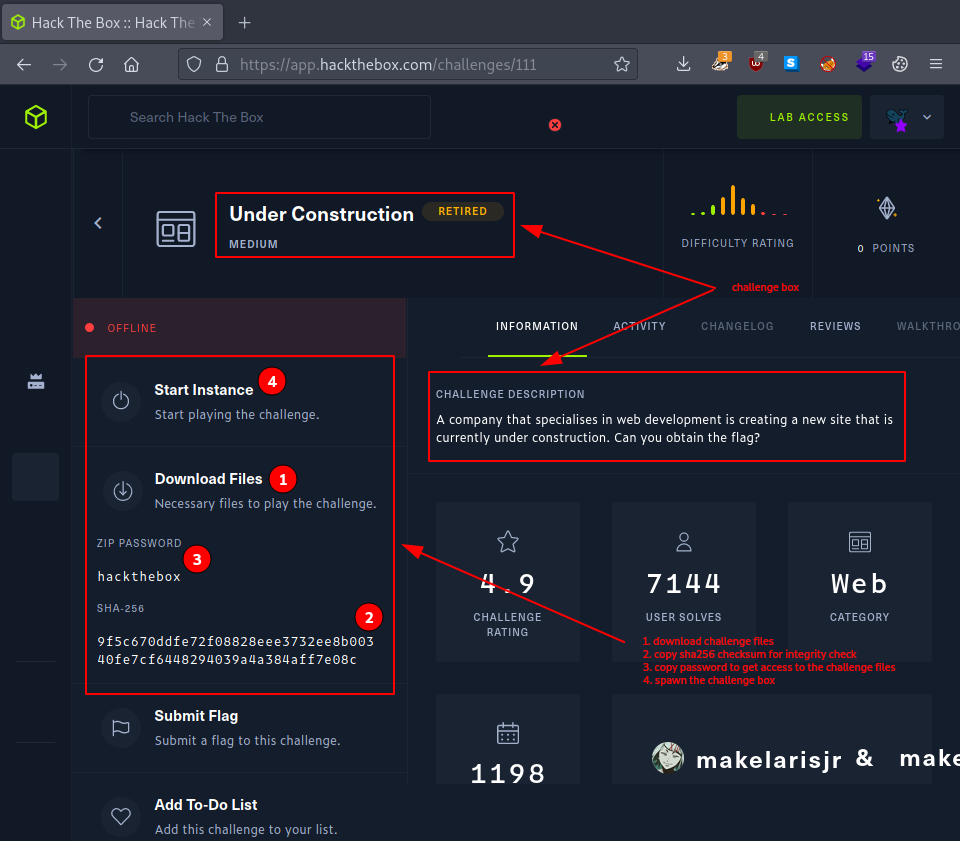 Hack The Box :: Hack The
https://app.hackthebox.com/challenges/111
3
4
S
15
Search Hack The Box
LAB ACCESS
Under Construction
RETIRED
MEDIUM
DIFFICULTY RATING
0 POINTS
challenge box
OFFLINE
INFORMATION
ACTIVITY
CHANGELOG
REVIEWS
WALKTHRO
Start Instance
4
Start playing the challenge.
CHALLENGE DESCRIPTION
A company that specialises in web development is creating a new site that is
currently under construction. Can you obtain the flag?
Download Files
1
Necessary files to play the challenge.
ZIP PASSWORD
3
hackthebox
SHA-256
2
9f5c670ddfe72f08828eee3732ee8b003
40fe7cf6448294039a4a384aff7e08c
4.9
CHALLENGE
RATING
7144
USER SOLVES
Web
CATEGORY
1. download challenge files
2. copy sha256 checksum for integrity check
3. copy password to get access to the challenge files
4. spawn the challenge box
Submit Flag
Submit a flag to this challenge.
1198
makelarisjr & make
Add To-Do List
Add this challenge to your list.